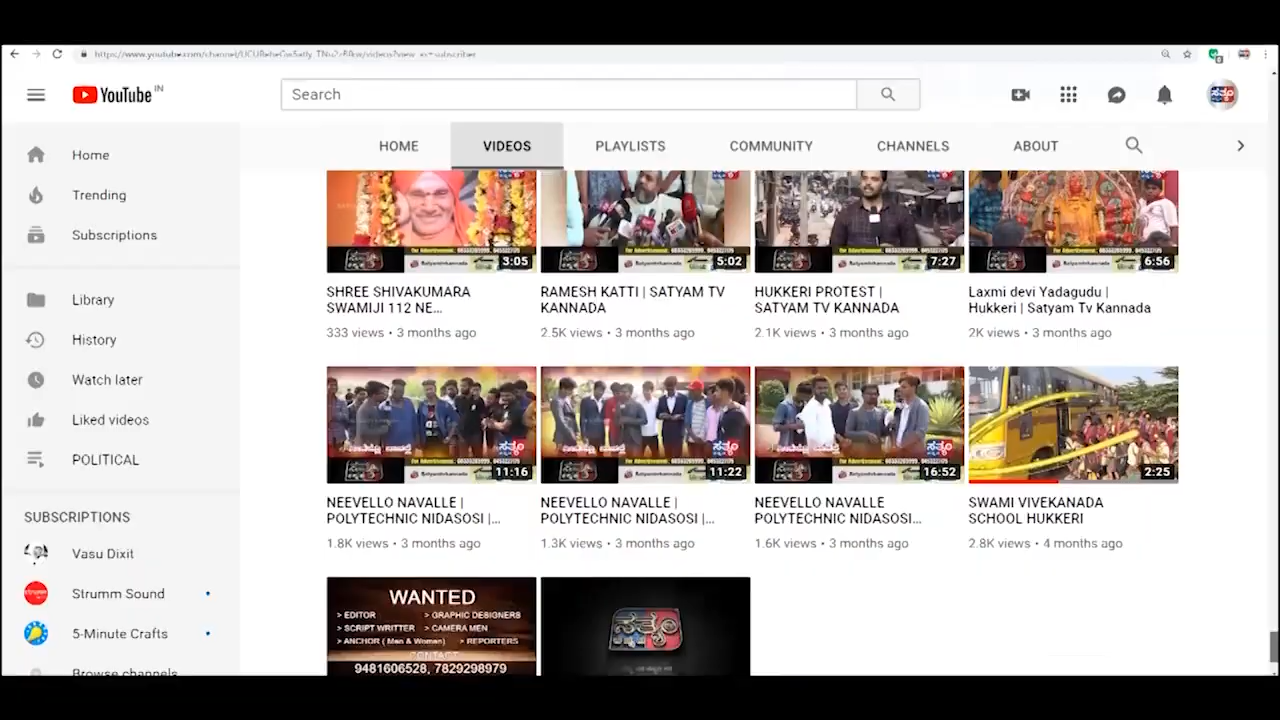 YouTube IN
Search
Home
Trending
Subscriptions
Library
History
Watch later
Liked videos
POLITICAL
SUBSCRIPTIONS
Vasu Dixit
Strumm Sound
5-Minute Crafts
Browse channels
HOME VIDEOS PLAYLISTS COMMUNITY CHANNELS ABOUT
3:05 5:02 7:27 6:56
SHREE SHIVAKUMARA
SWAMIJI 112 NE...
333 views • 3 months ago
RAMESH KATTI | SATYAM TV
KANNADA
2.5K views • 3 months ago
HUKKERI PROTEST |
SATYAM TV KANNADA
2.1K views • 3 months ago
Laxmi devi Yadagudu |
Hukkeri | Satyam Tv Kannada
2K views • 3 months ago
ಸತ್ಯಂ
11:16 11:22 16:52 2:25
NEEVELLO NAVALLE |
POLYTECHNIC NIDASOSI |...
1.8K views • 3 months ago
NEEVELLO NAVALLE |
POLYTECHNIC NIDASOSI |...
1.3K views • 3 months ago
NEEVELLO NAVALLE
POLYTECHNIC NIDASOSI...
1.6K views • 3 months ago
SWAMI VIVEKANADA
SCHOOL HUKKERI
2.8K views • 4 months ago
WANTED
> EDITOR > GRAPHIC DESIGNERS
> SCRIPT WRITTER > CAMERA MEN
> ANCHOR ( Men & Women) > REPORTERS
CONTACT
9481606528, 7829298979
ಸತ್ಯಂ